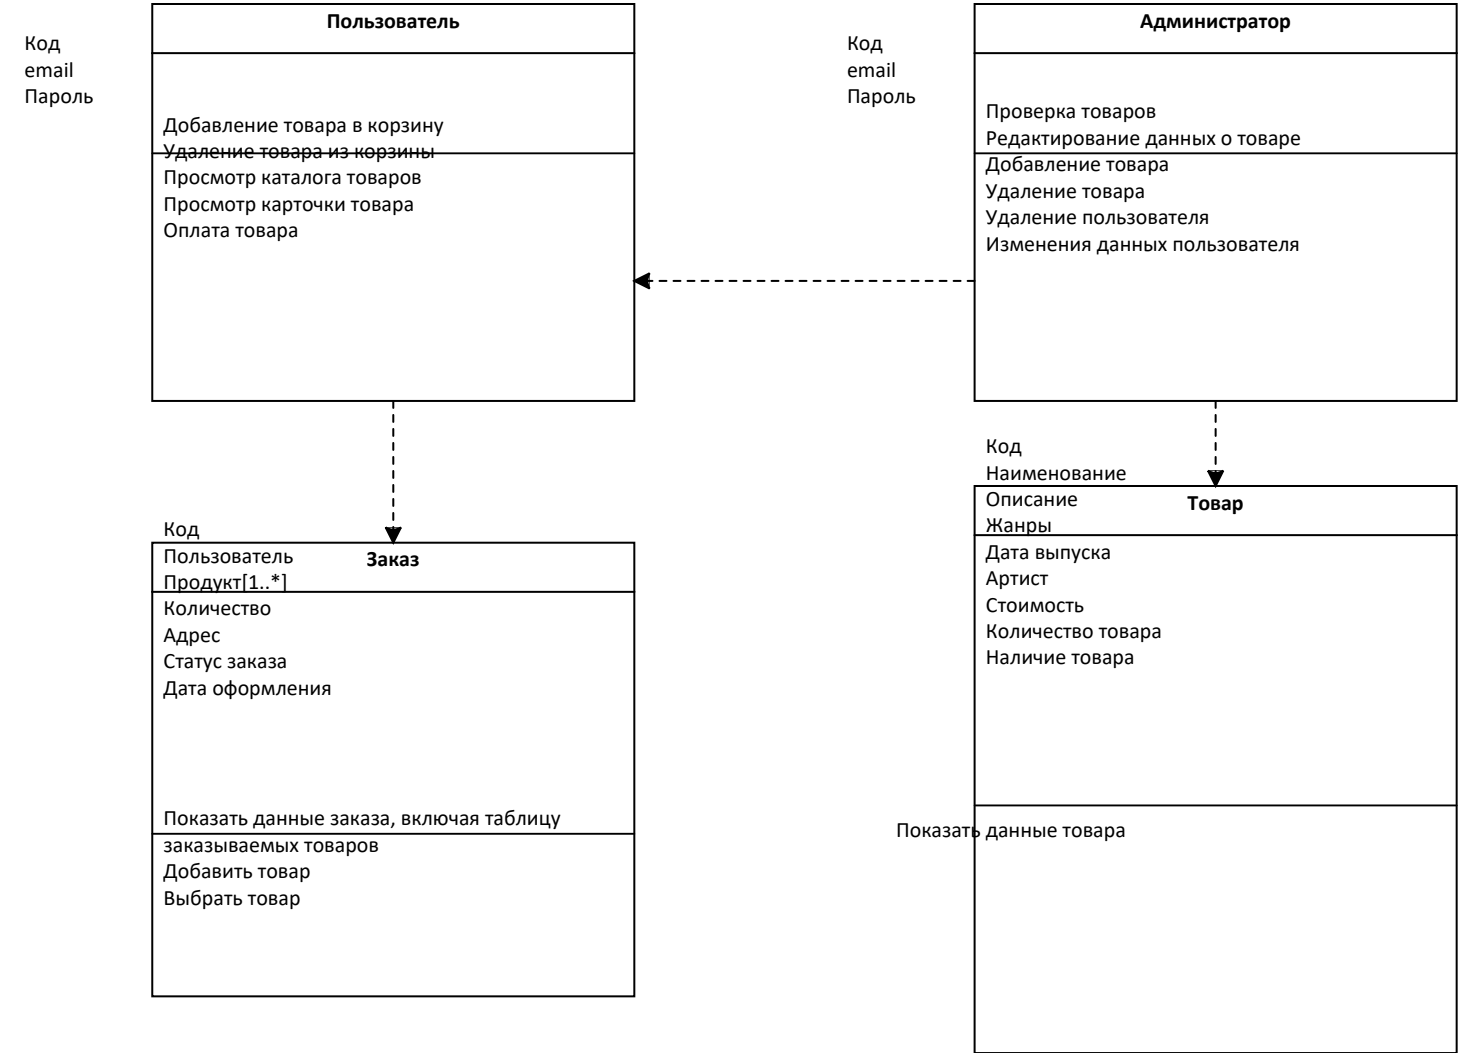 Пользователь
Код
email
Пароль
Добавление товара в корзину
Удаление товара из корзины
Просмотр каталога товаров
Просмотр карточки товара
Оплата товара
Администратор
Код
email
Пароль
Проверка товаров
Редактирование данных о товаре
Добавление товара
Удаление товара
Удаление пользователя
Изменения данных пользователя
Заказ
Код
Пользователь
Продукт[1..*]
Количество
Адрес
Статус заказа
Дата оформления
Показать данные заказа, включая таблицу
заказываемых товаров
Добавить товар
Выбрать товар
Товар
Код
Наименование
Описание
Жанры
Дата выпуска
Артист
Стоимость
Количество товара
Наличие товара
Показать данные товара